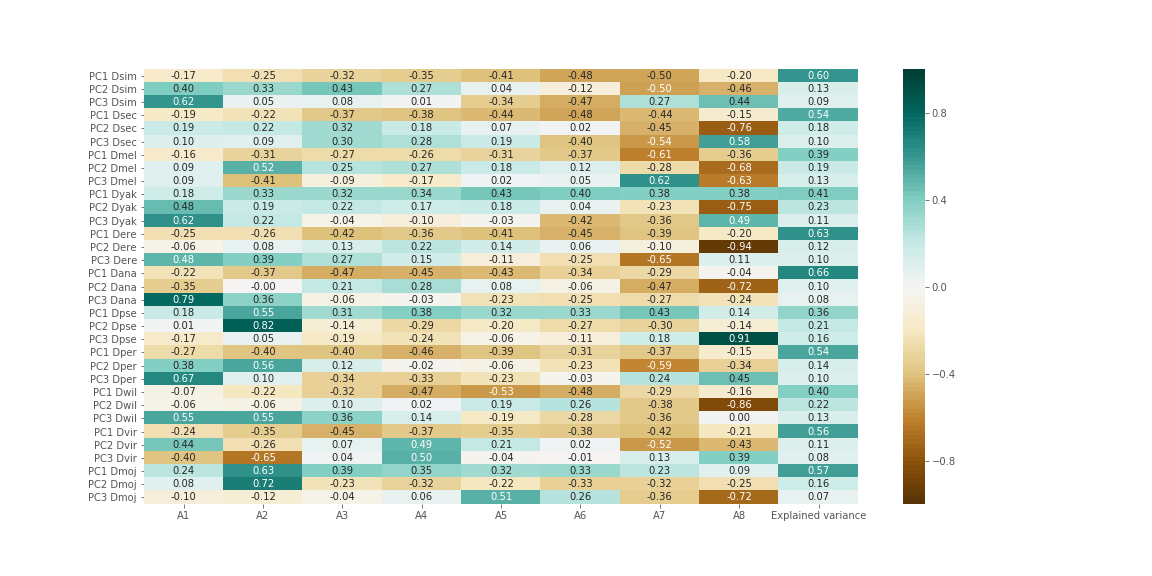 PC1 Dsim -0.17 -0.25 -0.32 -0.35 -0.41 -0.48 -0.50 -0.20 0.60
PC2 Dsim 0.40 0.33 0.43 0.27 0.04 -0.12 -0.50 -0.46 0.13
PC3 Dsim 0.62 0.05 0.08 0.01 -0.34 -0.47 0.27 0.44 0.09
PC1 Dsec -0.19 -0.22 -0.37 -0.38 -0.44 -0.48 -0.44 -0.15 0.54
PC2 Dsec 0.19 0.22 0.32 0.18 0.07 0.02 -0.45 -0.76 0.18
PC3 Dsec 0.10 0.09 0.30 0.28 0.19 -0.40 -0.54 0.58 0.10
PC1 Dmel -0.16 -0.31 -0.27 -0.26 -0.31 -0.37 -0.61 -0.36 0.39
PC2 Dmel 0.09 0.52 0.25 0.27 0.18 0.12 -0.28 -0.68 0.19
PC3 Dmel 0.09 -0.41 -0.09 -0.17 0.02 0.05 0.62 -0.63 0.13
PC1 Dyak 0.18 0.33 0.32 0.34 0.43 0.40 0.38 0.38 0.41
PC2 Dyak 0.48 0.19 0.22 0.17 0.18 0.04 -0.23 -0.75 0.23
PC3 Dyak 0.62 0.22 -0.04 -0.10 -0.03 -0.42 -0.36 0.49 0.11
PC1 Dere -0.25 -0.26 -0.42 -0.36 -0.41 -0.45 -0.39 -0.20 0.63
PC2 Dere -0.06 0.08 0.13 0.22 0.14 0.06 -0.10 -0.94 0.12
PC3 Dere 0.48 0.39 0.27 0.15 -0.11 -0.25 -0.65 0.11 0.10
PC1 Dana -0.22 -0.37 -0.47 -0.45 -0.43 -0.34 -0.29 -0.04 0.66
PC2 Dana -0.35 -0.00 0.21 0.28 0.08 -0.06 -0.47 -0.72 0.10
PC3 Dana 0.79 0.36 -0.06 -0.03 -0.23 -0.25 -0.27 -0.24 0.08
PC1 Dpse 0.18 0.55 0.31 0.38 0.32 0.33 0.43 0.14 0.36
PC2 Dpse 0.01 0.82 -0.14 -0.29 -0.20 -0.27 -0.30 -0.14 0.21
PC3 Dpse -0.17 0.05 -0.19 -0.24 -0.06 -0.11 0.18 0.91 0.16
PC1 Dper -0.27 -0.40 -0.40 -0.46 -0.39 -0.31 -0.37 -0.15 0.54
PC2 Dper 0.38 0.56 0.12 -0.02 -0.06 -0.23 -0.59 -0.34 0.14
PC3 Dper 0.67 0.10 -0.34 -0.33 -0.23 -0.03 0.24 0.45 0.10
PC1 Dwil -0.07 -0.22 -0.32 -0.47 -0.53 -0.48 -0.29 -0.16 0.40
PC2 Dwil -0.06 -0.06 0.10 0.02 0.19 0.26 -0.38 -0.86 0.22
PC3 Dwil 0.55 0.55 0.36 0.14 -0.19 -0.28 -0.36 0.00 0.13
PC1 Dvir -0.24 -0.35 -0.45 -0.37 -0.35 -0.38 -0.42 -0.21 0.56
PC2 Dvir 0.44 -0.26 0.07 0.49 0.21 0.02 -0.52 -0.43 0.11
PC3 Dvir -0.40 -0.65 0.04 0.50 -0.04 -0.01 0.13 0.39 0.08
PC1 Dmoj 0.24 0.63 0.39 0.35 0.32 0.33 0.23 0.09 0.57
PC2 Dmoj 0.08 0.72 -0.23 -0.32 -0.22 -0.33 -0.32 -0.25 0.16
PC3 Dmoj -0.10 -0.12 -0.04 0.06 0.51 0.26 -0.36 -0.72 0.07
A1 A2 A3 A4 A5 A6 A7 A8 Explained variance
0.8
0.4
0.0
−0.4
−0.8